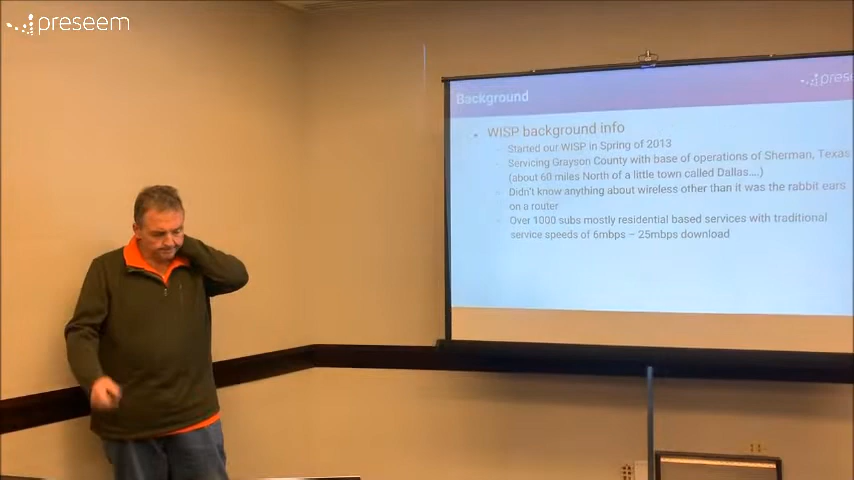 preseem
Background
prese
WISP background info
Started our WISP in Spring of 2013
Servicing Grayson County with base of operations of Sherman, Texas
(about 60 miles North of a little town called Dallas....)
Didn't know anything about wireless other than it was the rabbit ears
on a router
Over 1000 subs mostly residential based services with traditional
service speeds of 6mbps – 25mbps download